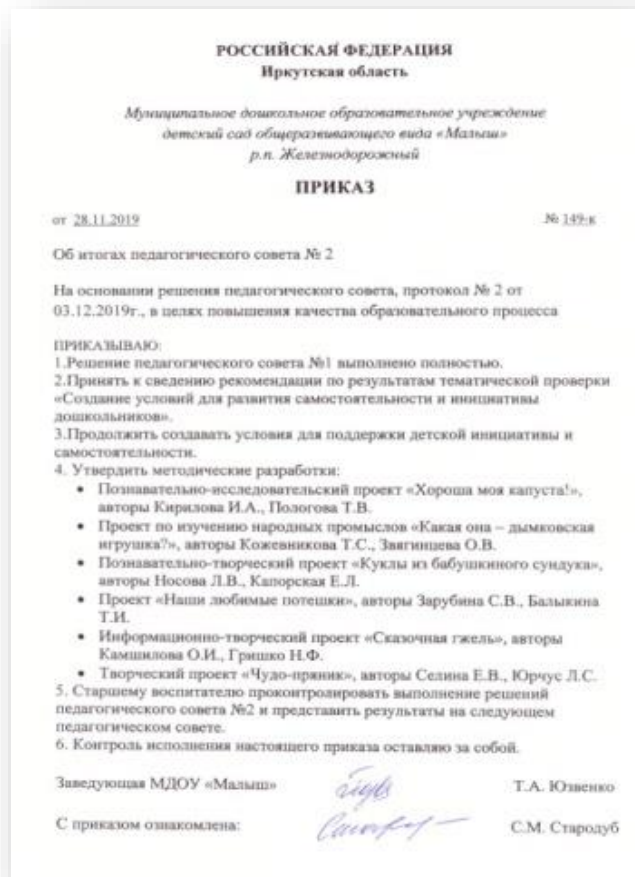 РОССИЙСКАЯ ФЕДЕРАЦИЯ
Иркутская область
Муниципальное дошкольное образовательное учреждение
детский сад общеразвивающего вида «Малыш»
р.п. Железнодорожный
ПРИКАЗ
от 28.11.2019 № 149-к
Об итогах педагогического совета № 2
На основании решения педагогического совета, протокол № 2 от
03.12.2019г., в целях повышения качества образовательного процесса
ПРИКАЗЫВАЮ:
1.Решение педагогического совета №1 выполнено полностью.
2.Принять к сведению рекомендации по результатам тематической проверки
«Создание условий для развития самостоятельности и инициативы
дошкольников».
3.Продолжить создавать условия для поддержки детской инициативы и
самостоятельности.
4. Утвердить методические разработки:
• Познавательно-исследовательский проект «Хороша моя капуста!»,
авторы Кирилова И.А., Пологова Т.В.
• Проект по изучению народных промыслов «Какая она – дымковская
игрушка?», авторы Кожевникова Т.С., Звягинцева О.В.
• Познавательно-творческий проект «Куклы из бабушкиного сундука»,
авторы Носова Л.В., Капорская Е.Л.
• Проект «Наши любимые потешки», авторы Зарубина С.В., Балыкина
Т.И.
• Информационно-творческий проект «Сказочная гжель», авторы
Камшилова О.И., Гришко Н.Ф.
• Творческий проект «Чудо-пряник», авторы Селина Е.В., Юрчус Л.С.
5. Старшему воспитателю проконтролировать выполнение решений
педагогического совета №2 и представить результаты на следующем
педагогическом совете.
6. Контроль исполнения настоящего приказа оставляю за собой.
Заведующая МДОУ «Малыш» Т.А. Юзвенко
С приказом ознакомлена: С.М. Стародуб